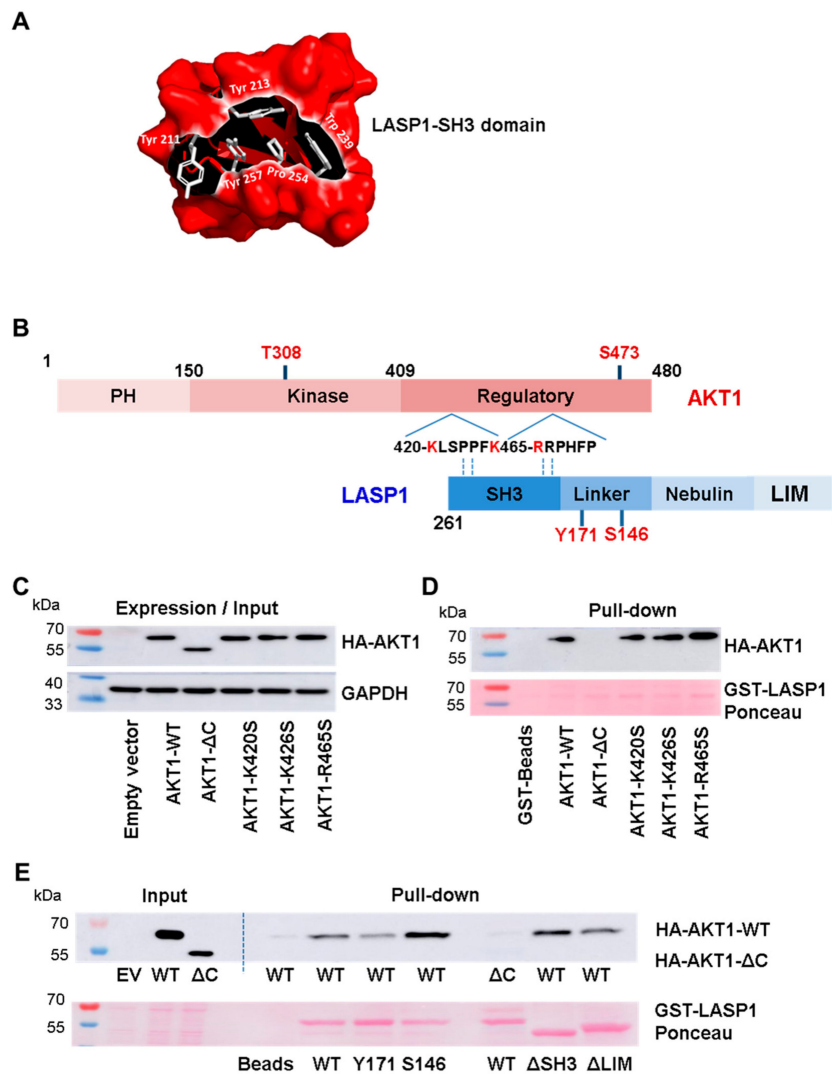 A
Tyr 213
Tyr 211
Trp 239
Tyr 257
Pro 254
LASP1-SH3 domain
B
1
150
T308
409
S473
480
PH
Kinase
Regulatory
AKT1
420-KLSPPFK465-RRPHFP
LASP1
SH3
Linker
Nebulin
LIM
261
Y171
S146
C
kDa
Expression / Input
70
55
HA-AKT1
40
33
GAPDH
Empty vector
AKT1-WT
AKT1-ΔC
AKT1-K420S
AKT1-K426S
AKT1-R465S
D
kDa
Pull-down
70
55
HA-AKT1
70
55
GST-LASP1
Ponceau
GST-Beads
AKT1-WT
AKT1-ΔC
AKT1-K420S
AKT1-K426S
AKT1-R465S
E
kDa
Input
Pull-down
70
55
HA-AKT1-WT
HA-AKT1-ΔC
EV WT ΔC WT WT WT WT ΔC WT WT
70
55
GST-LASP1
Ponceau
Beads WT Y171 S146 WT ΔSH3 ΔLIM